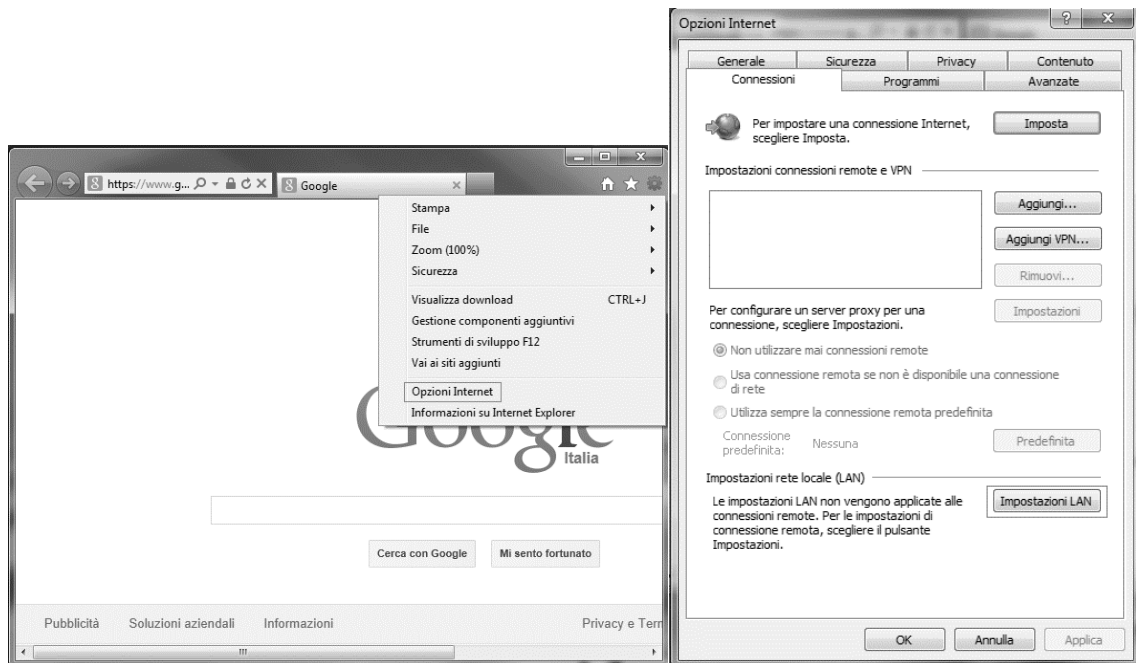 https://www.g...
Google
Stampa
File
Zoom (100%)
Sicurezza
Visualizza download CTRL+J
Gestione componenti aggiuntivi
Strumenti di sviluppo F12
Vai ai siti aggiunti
Opzioni Internet
Informazioni su Internet Explorer
Google
Italia
Cerca con Google Mi sento fortunato
Pubblicità Soluzioni aziendali Informazioni Privacy e Term
Opzioni Internet
Generale Sicurezza Privacy Contenuto
Connessioni Programmi Avanzate
Per impostare una connessione Internet,
scegliere Imposta.
Imposta
Impostazioni connessioni remote e VPN
Aggiungi...
Aggiungi VPN...
Rimuovi...
Per configurare un server proxy per una
connessione, scegliere Impostazioni.
Impostazioni
Non utilizzare mai connessioni remote
Usa connessione remota se non è disponibile una connessione
di rete
Utilizza sempre la connessione remota predefinita
Connessione
predefinita:
Nessuna
Predefinita
Impostazioni rete locale (LAN)
Le impostazioni LAN non vengono applicate alle
connessioni remote. Per le impostazioni di
connessione remota, scegliere il pulsante
Impostazioni.
Impostazioni LAN
OK Annulla Applica